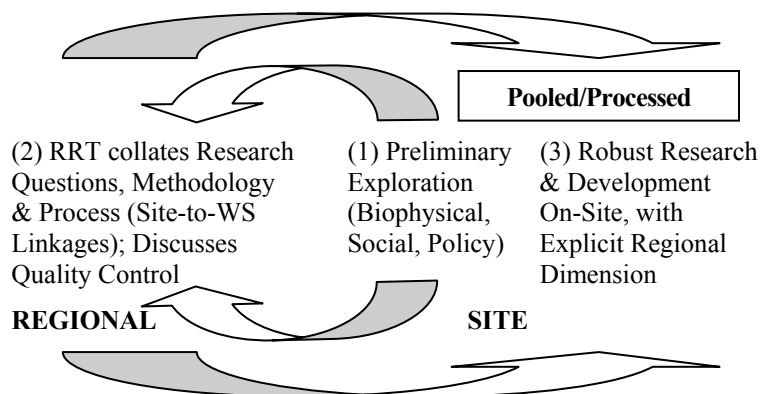 Pooled/Processed
(2) RRT collates Research
Questions, Methodology
& Process (Site-to-WS
Linkages); Discusses
Quality Control
(1) Preliminary
Exploration
(Biophysical,
Social, Policy)
(3) Robust Research
& Development
On-Site, with
Explicit Regional
Dimension
REGIONAL
SITE